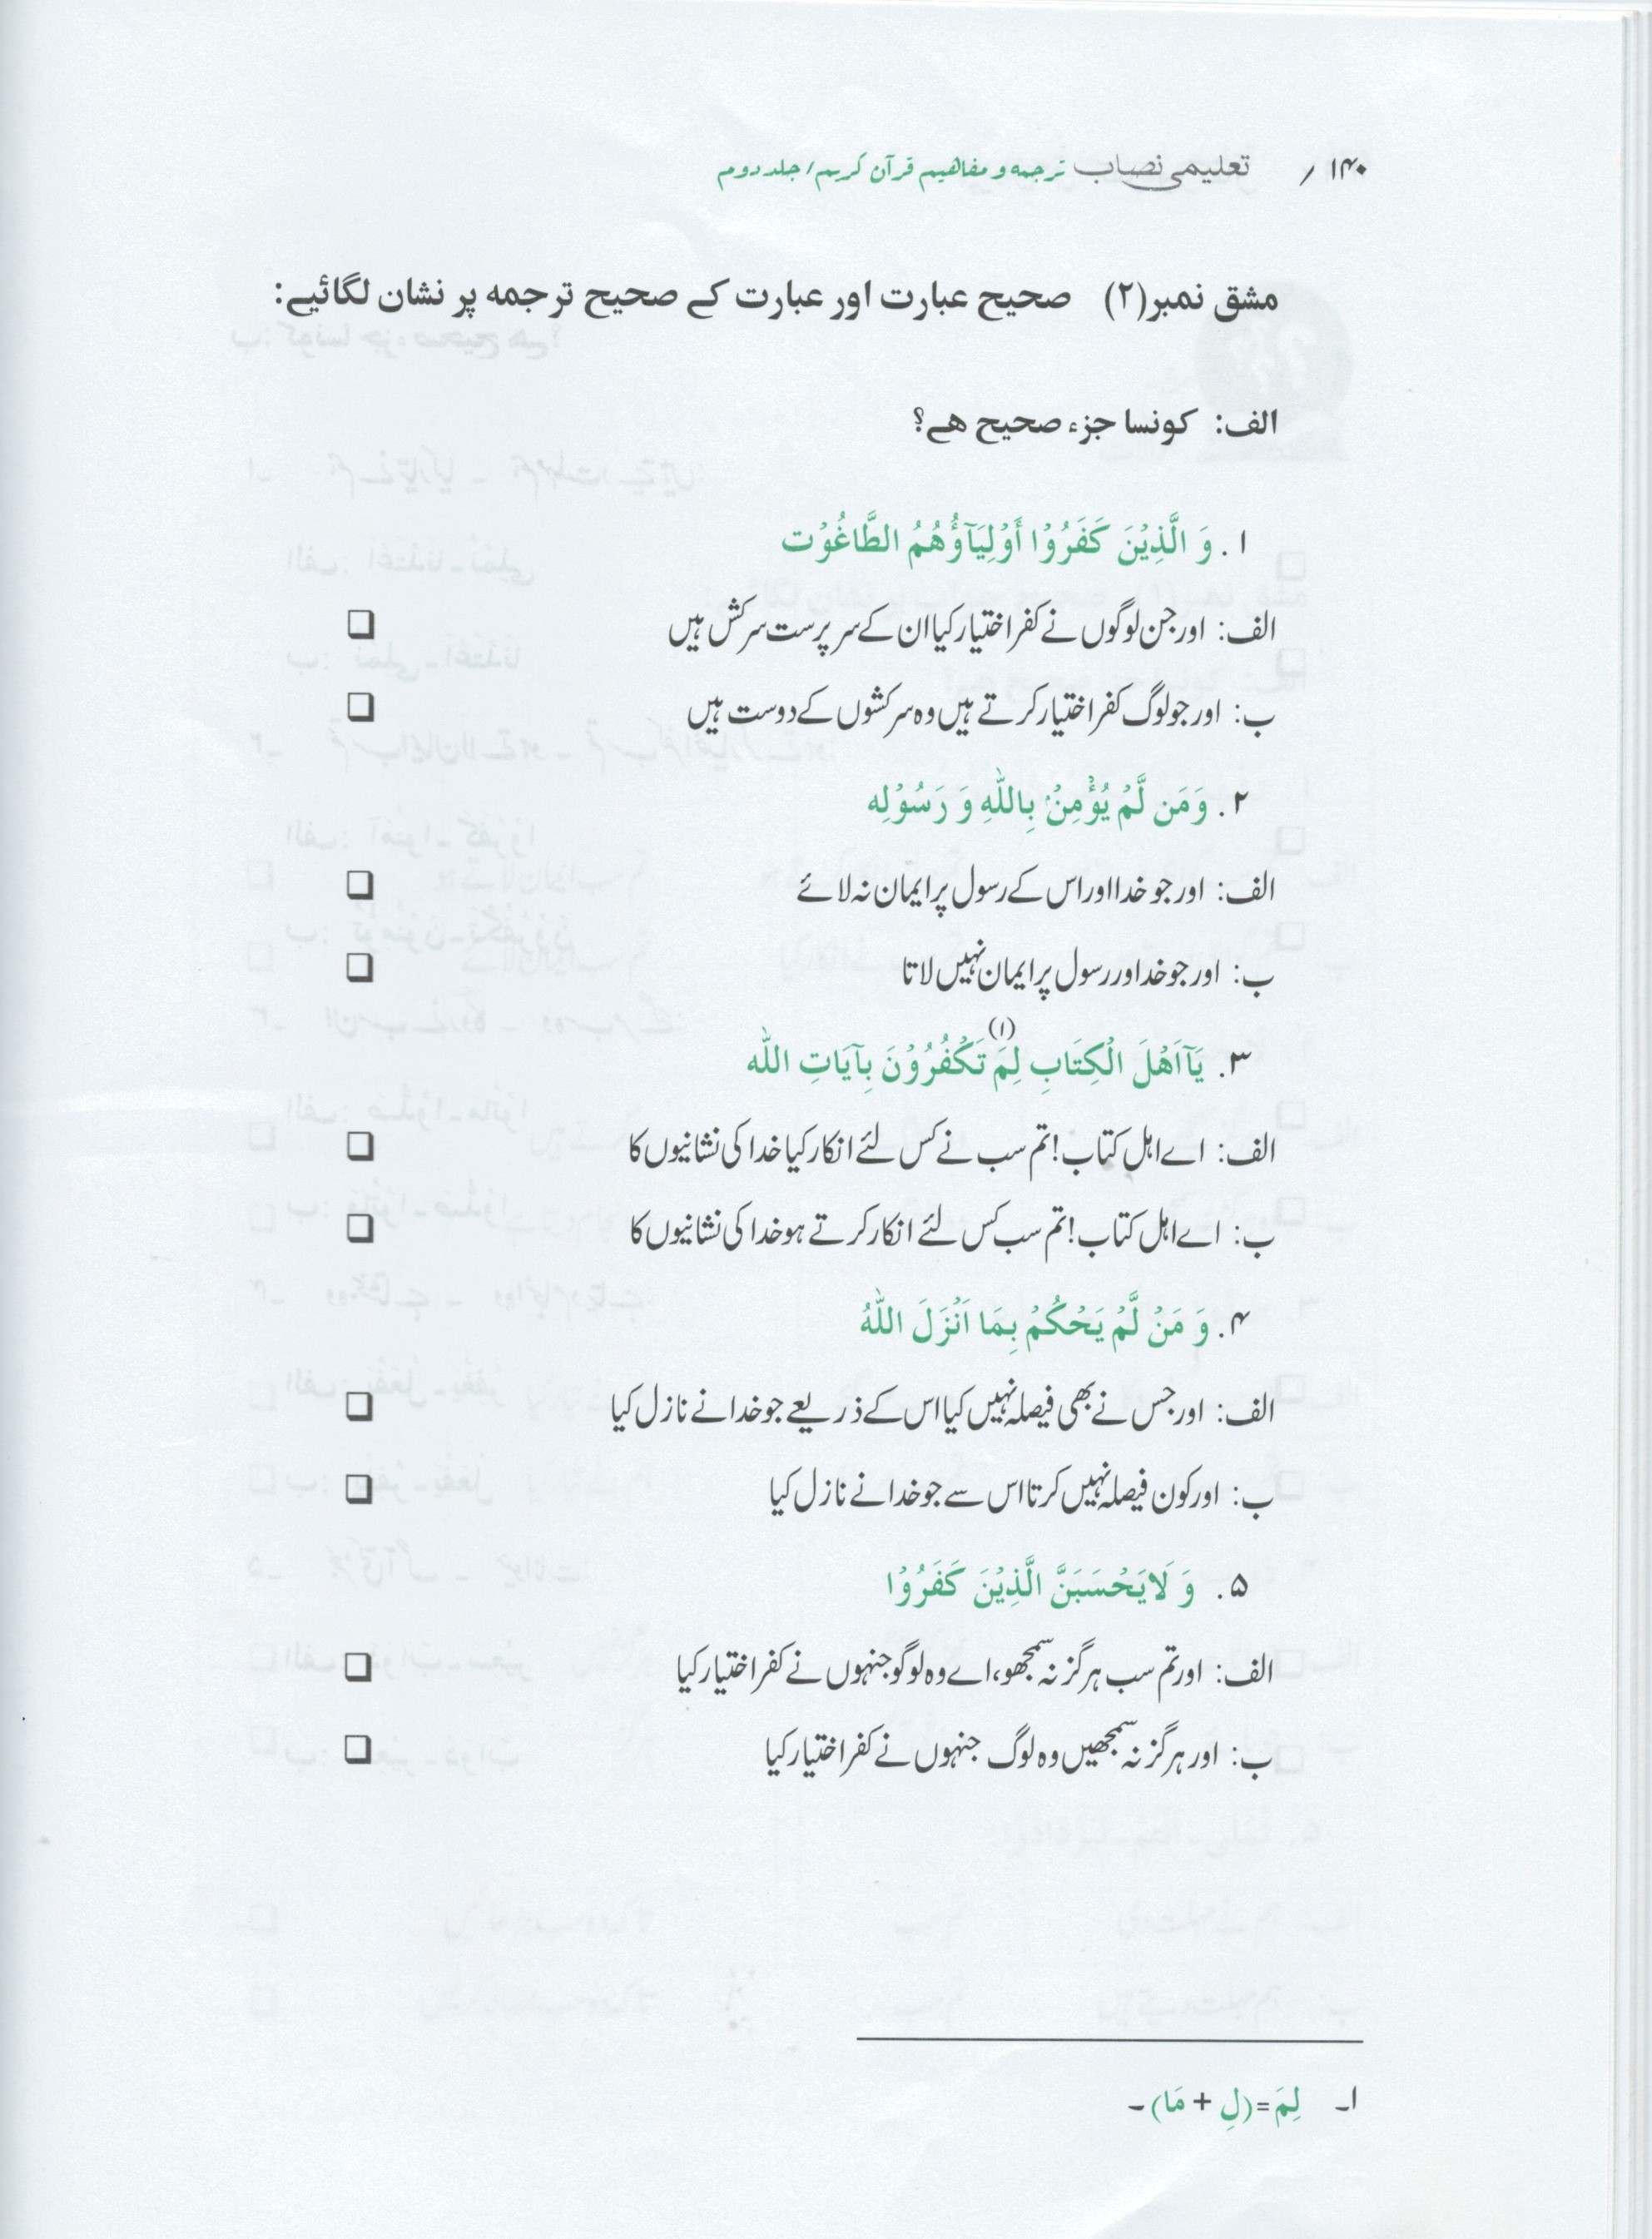 ۱۴۰ / تعلیمی نصاب ترجمه و مفاهیم قرآن کریم/ جلد دوم
مشق نمبر(۲) صحیح عبارت اور عبارت کے صحیح ترجمہ پر نشان لگائیے:
الف: کونسا جزء صحیح ھے؟
۱. وَ الَّذِیْنَ کَفَرُوْا أَوْلِیَآؤُهُمُ الطَّاغُوْت
الف: اور جن لوگوں نے کفر اختیار کیا ان کے سرپرست سرکش ہیں ❑
ب: اور جو لوگ کفر اختیار کرتے ہیں وہ سرکشوں کے دوست ہیں ❑
۲. وَمَن لَّمْ یُؤْمِنْ بِاللّٰهِ وَ رَسُوْلِه
الف: اور جو خدا اور اس کے رسول پر ایمان نہ لائے ❑
ب: اور جو خدا اور رسول پر ایمان نہیں لاتا ❑
۳. یَآاَهْلَ الْکِتَابِ لِمَ(۱) تَکْفُرُوْنَ بِآیَاتِ اللّٰه
الف: اے اہل کتاب! تم سب نے کس لئے انکار کیا خدا کی نشانیوں کا ❑
ب: اے اہل کتاب! تم سب کس لئے انکار کرتے ہو خدا کی نشانیوں کا ❑
۴. وَ مَنْ لَّمْ یَحْکُمْ بِمَا اَنْزَلَ اللّٰهُ
الف: اور جس نے بھی فیصلہ نہیں کیا اس کے ذریعے جو خدا نے نازل کیا ❑
ب: اور کون فیصلہ نہیں کرتا اس سے جو خدا نے نازل کیا ❑
۵. وَ لَایَحْسَبَنَّ الَّذِیْنَ کَفَرُوْا
الف: اور تم سب ہرگز نہ سمجھو، اے وہ لوگو جنہوں نے کفر اختیار کیا ❑
ب: اور ہرگز نہ سمجھیں وہ لوگ جنہوں نے کفر اختیار کیا ❑
۱۔ لِمَ=(لِ + مَا)۔